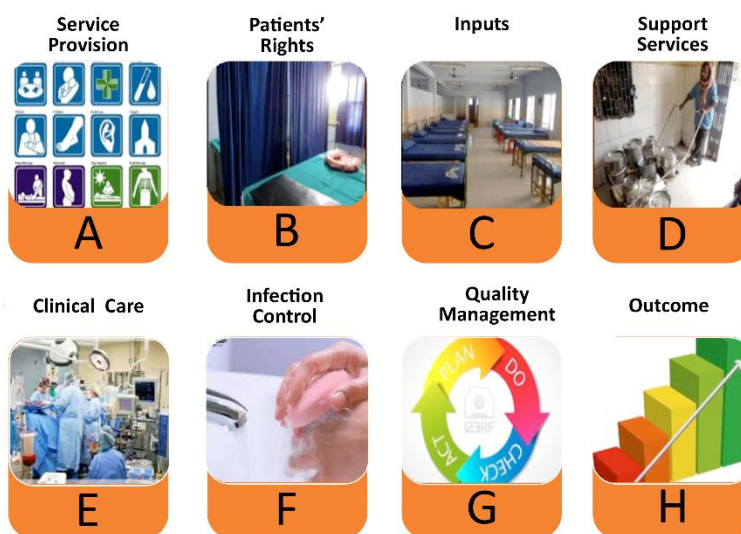 Service
Provision
Patients'
Rights
Inputs
Support
Services
A
B
C
D
Clinical Care
Infection
Control
Quality
Management
Outcome
PLAN
DO
CHECK
ACT
123RF
E
F
G
H